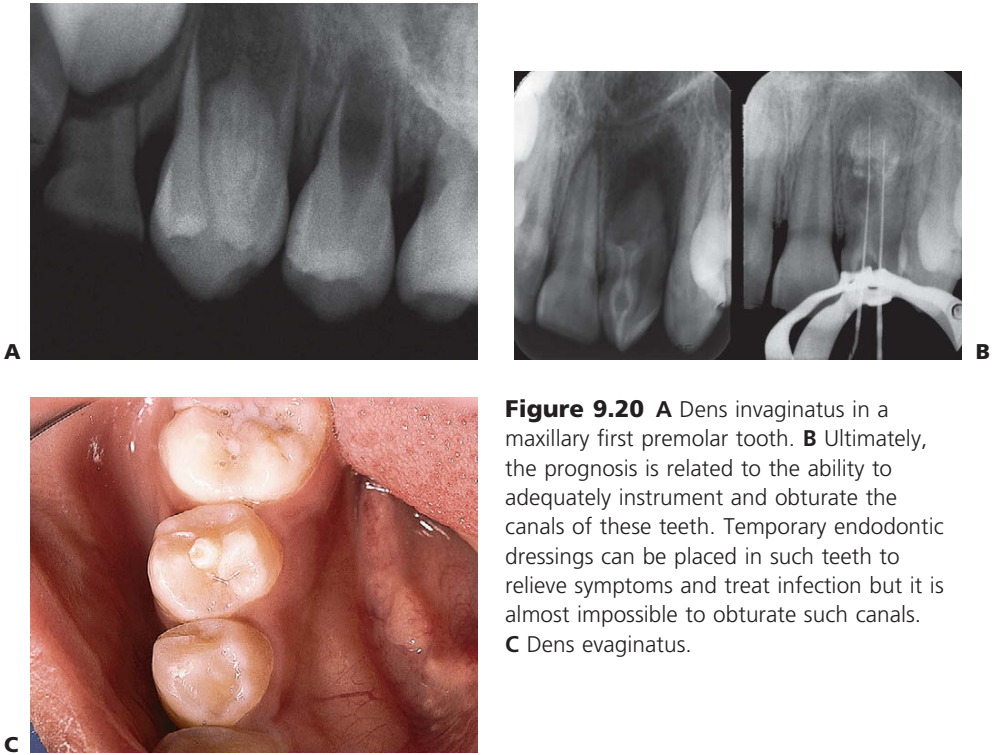 A
B
C
Figure 9.20 A Dens invaginatus in a
maxillary first premolar tooth. B Ultimately,
the prognosis is related to the ability to
adequately instrument and obturate the
canals of these teeth. Temporary endodontic
dressings can be placed in such teeth to
relieve symptoms and treat infection but it is
almost impossible to obturate such canals.
C Dens evaginatus.